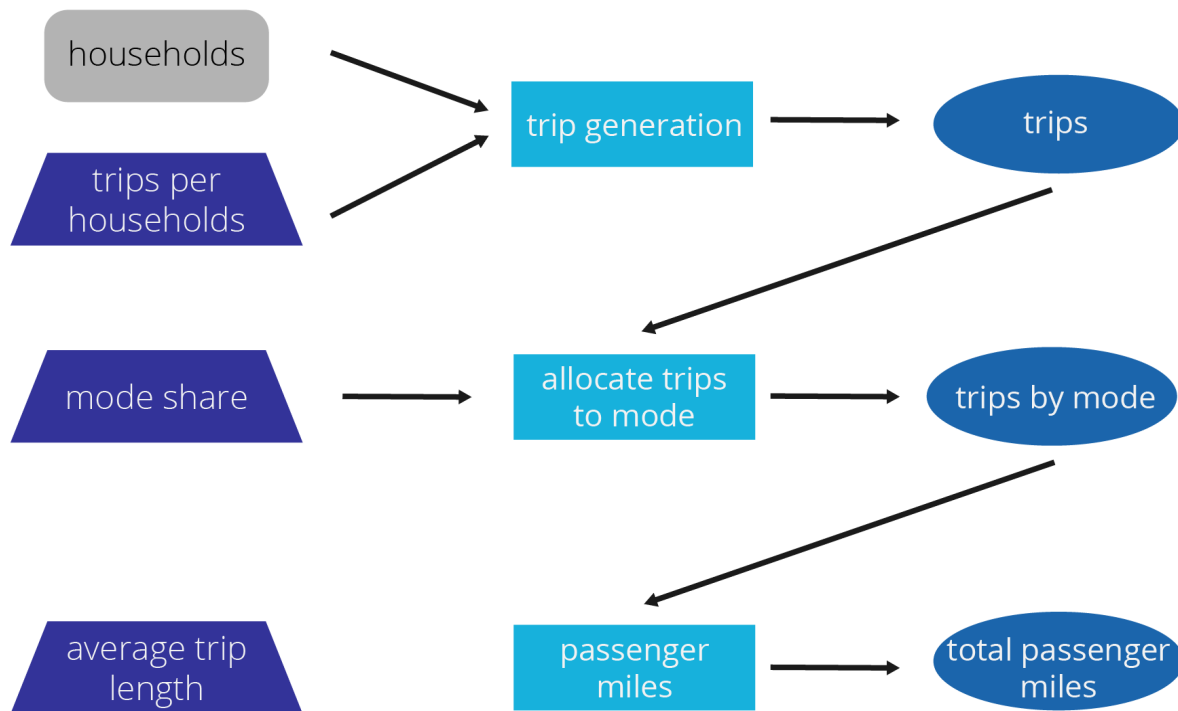 households
trips per
households
trip generation
trips
mode share
allocate trips
to mode
trips by mode
average trip
length
passenger
miles
total passenger
miles